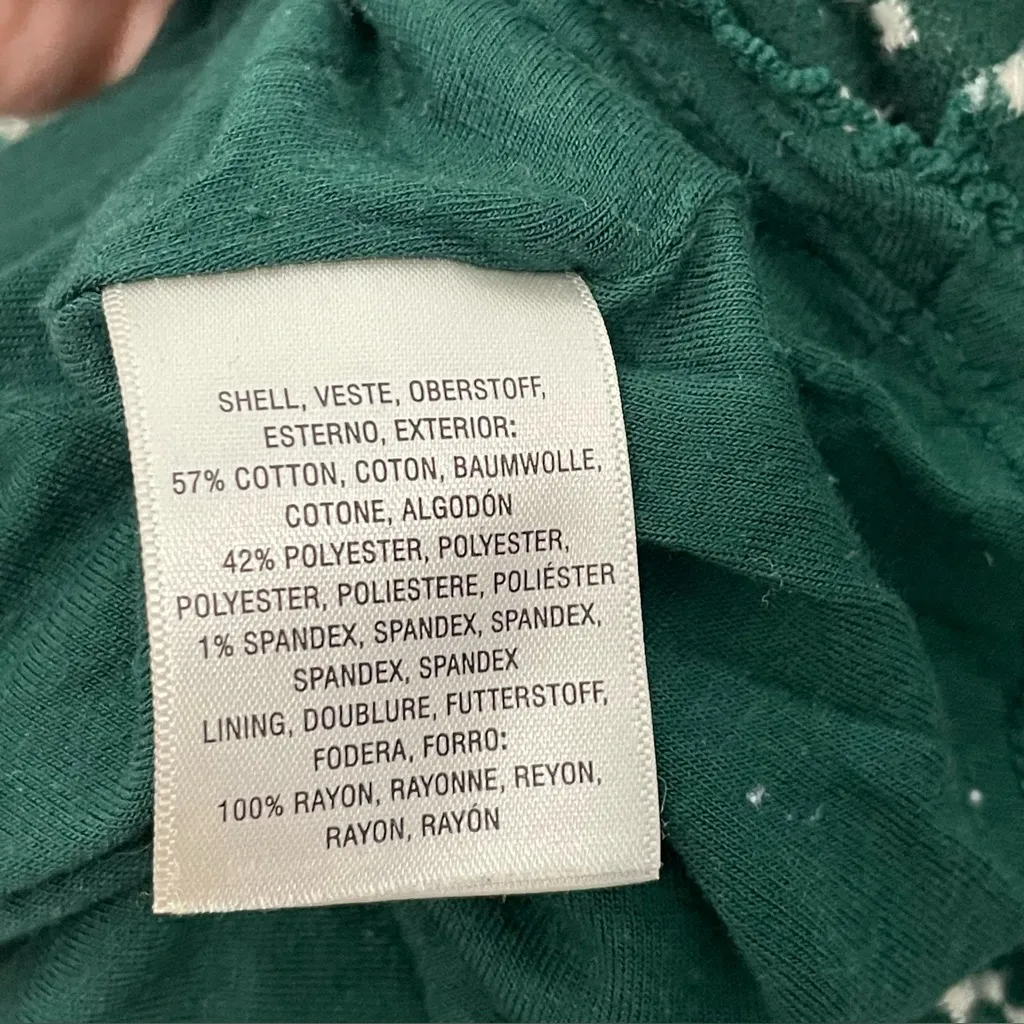 SHELL, VESTE, OBERSTOFF,
ESTERNO, EXTERIOR:
57% COTTON, COTON, BAUMWOLLE,
COTONE, ALGODÓN
42% POLYESTER, POLYESTER,
POLYESTER, POLIESTERE, POLIÉSTER
1% SPANDEX, SPANDEX, SPANDEX,
SPANDEX, SPANDEX
LINING, DOUBLURE, FUTTERSTOFF,
FODERA, FORRO:
100% RAYON, RAYONNE, REYON,
RAYON, RAYÓN